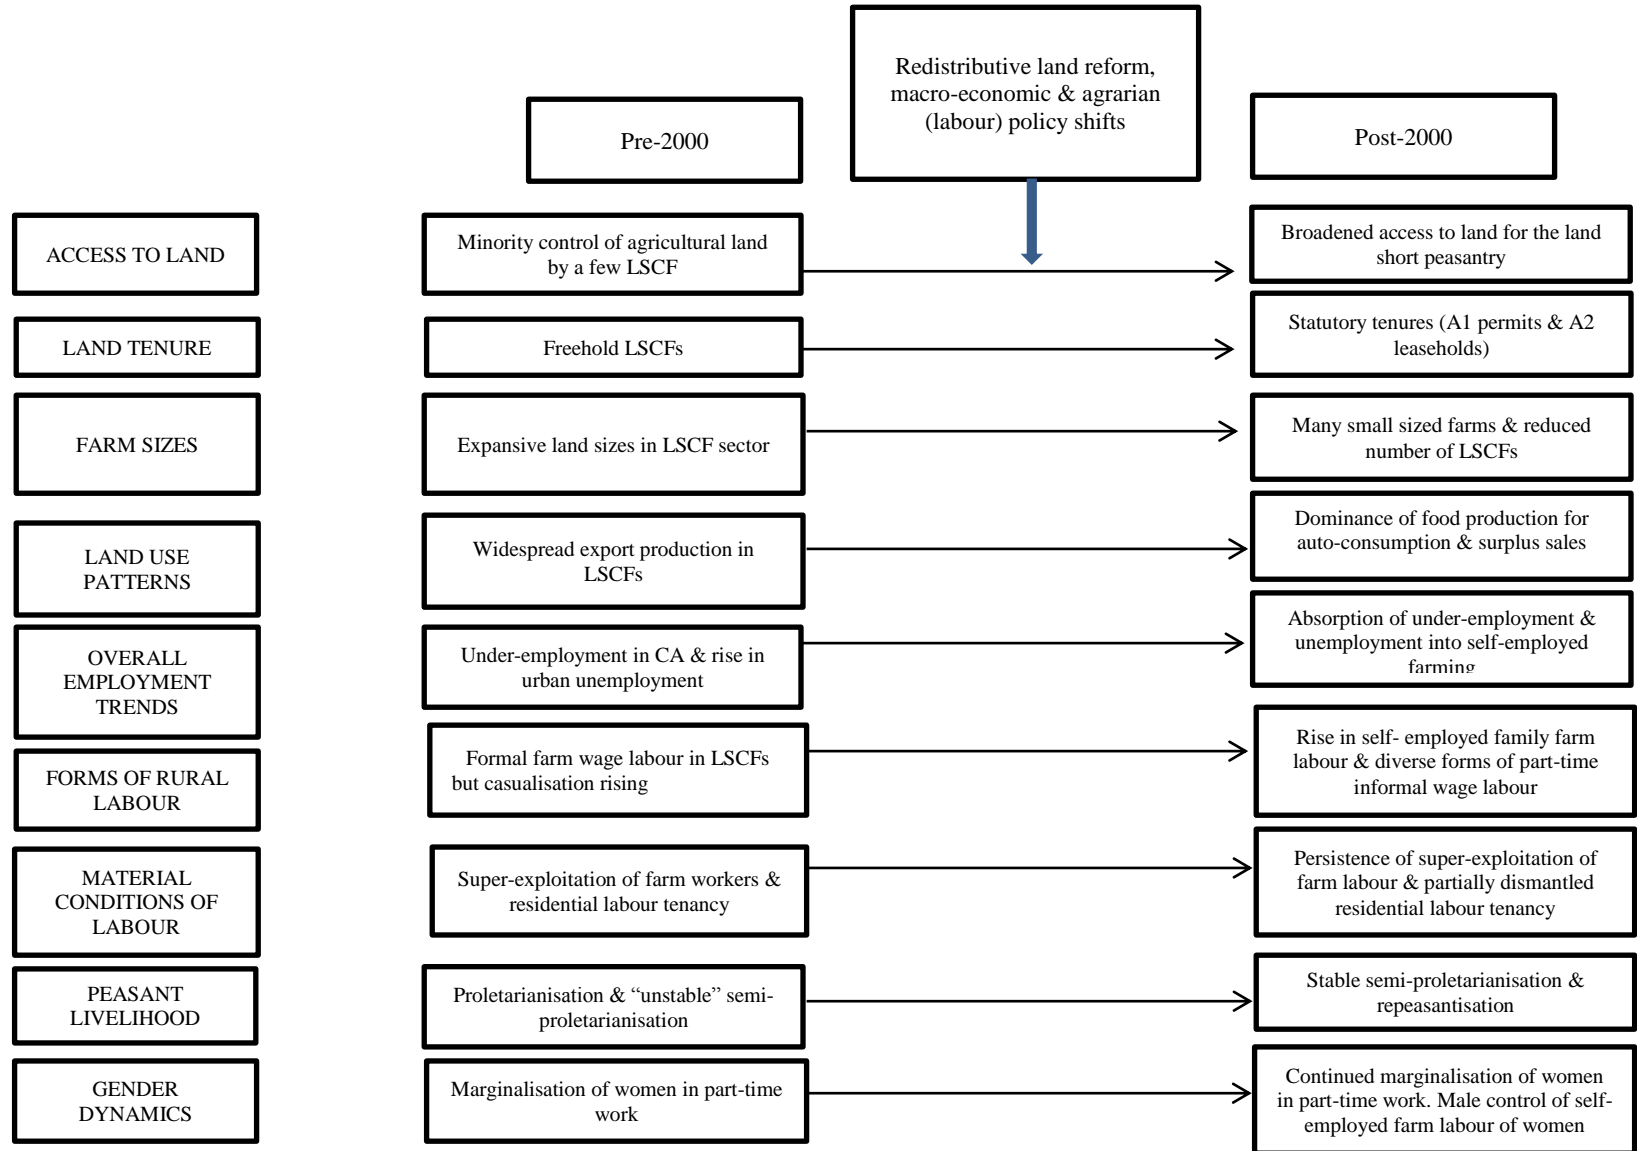 Redistributive land reform,
macro-economic & agrarian
(labour) policy shifts
Pre-2000
Post-2000
ACCESS TO LAND
Minority control of agricultural land
by a few LSCF
Broadened access to land for the land
short peasantry
LAND TENURE
Freehold LSCFs
Statutory tenures (A1 permits & A2
leaseholds)
FARM SIZES
Expansive land sizes in LSCF sector
Many small sized farms & reduced
number of LSCFs
LAND USE
PATTERNS
Widespread export production in
LSCFs
Dominance of food production for
auto-consumption & surplus sales
OVERALL
EMPLOYMENT
TRENDS
Under-employment in CA & rise in
urban unemployment
Absorption of under-employment &
unemployment into self-employed
farming
FORMS OF RURAL
LABOUR
Formal farm wage labour in LSCFs
but casualisation rising
Rise in self- employed family farm
labour & diverse forms of part-time
informal wage labour
MATERIAL
CONDITIONS OF
LABOUR
Super-exploitation of farm workers &
residential labour tenancy
Persistence of super-exploitation of
farm labour & partially dismantled
residential labour tenancy
PEASANT
LIVELIHOOD
Proletarianisation & “unstable” semi-
proletarianisation
Stable semi-proletarianisation &
repeasantisation
GENDER
DYNAMICS
Marginalisation of women in part-time
work
Continued marginalisation of women
in part-time work. Male control of self-
employed farm labour of women